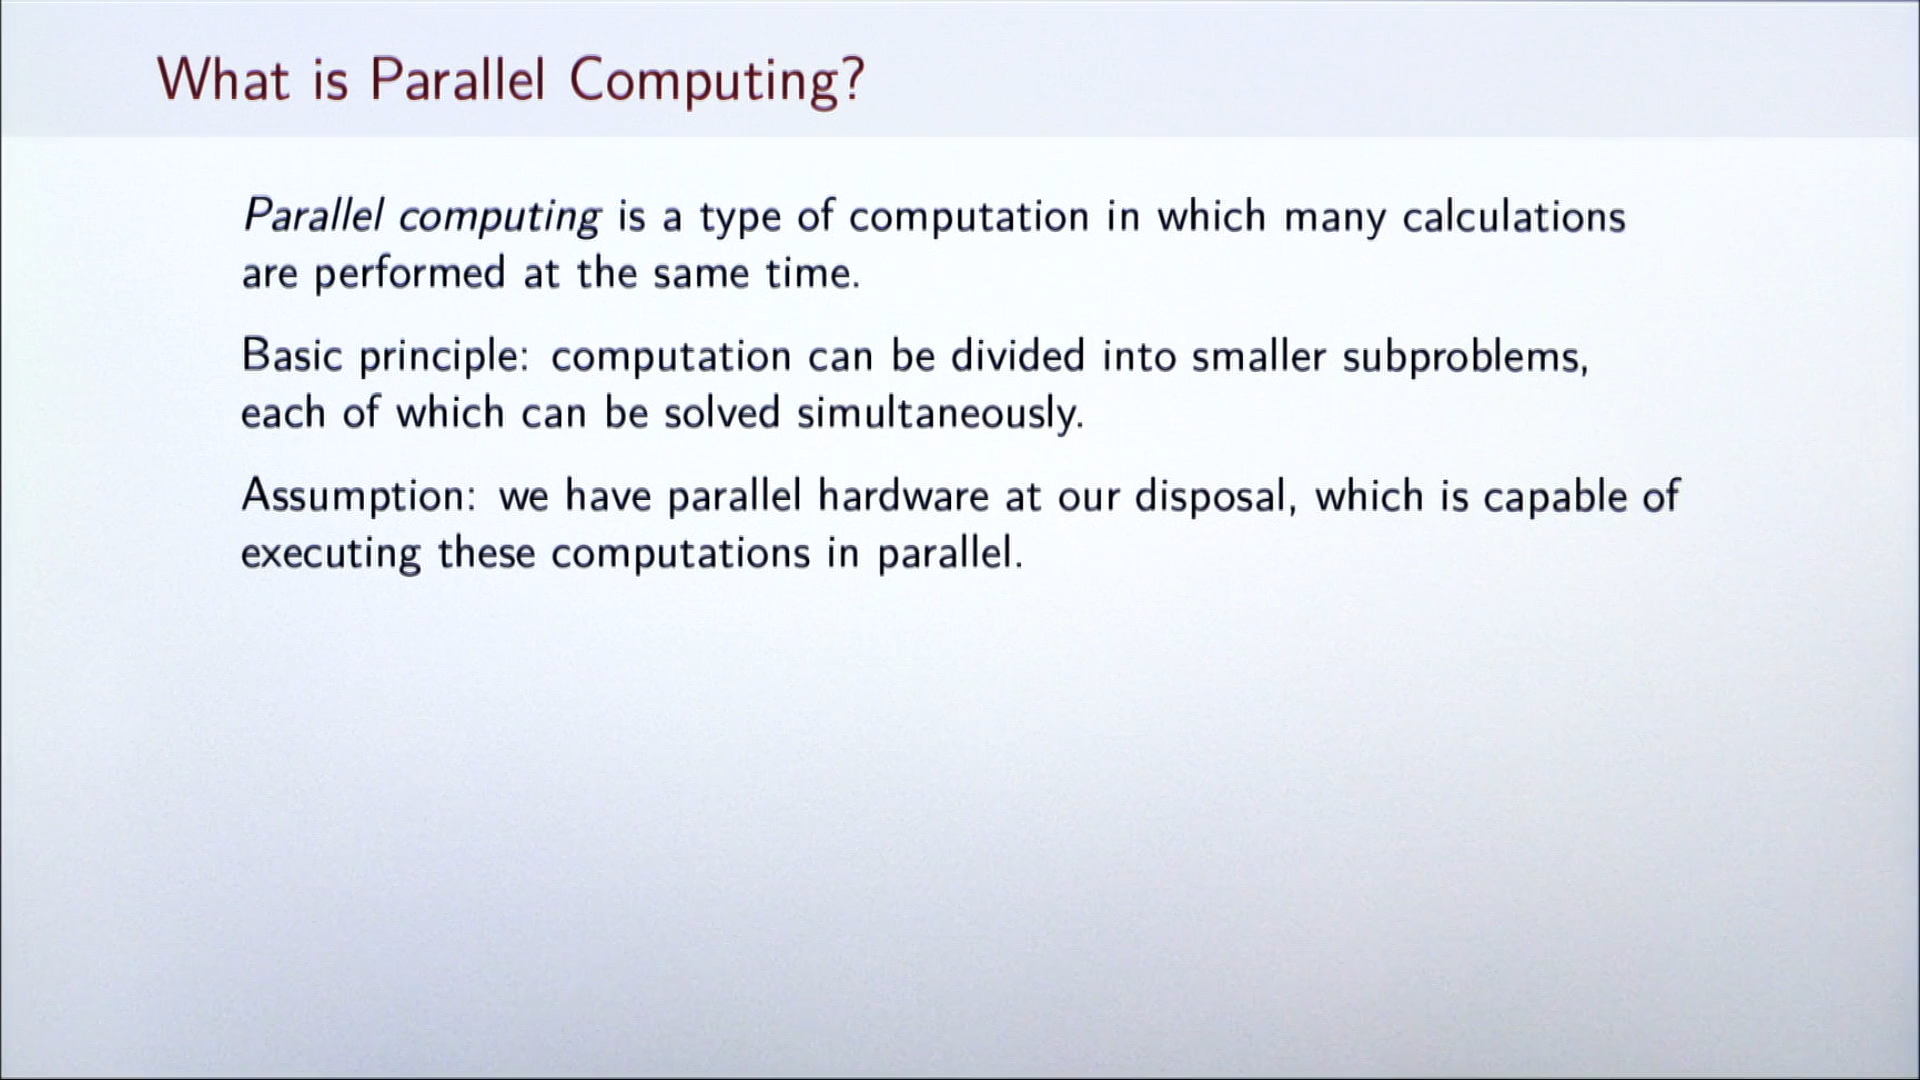 What is Parallel Computing?
Parallel computing is a type of computation in which many calculations
are performed at the same time.
Basic principle: computation can be divided into smaller subproblems,
each of which can be solved simultaneously.
Assumption: we have parallel hardware at our disposal, which is capable of
executing these computations in parallel.